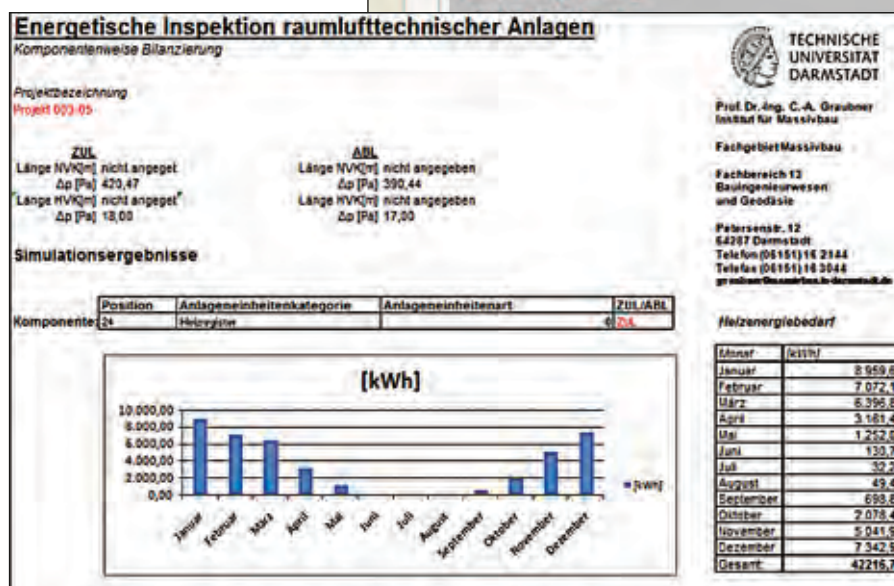 Energetische Inspektion raumlufttechnischer Anlagen
Komponentenweise Bilanzierung
Projektbezeichnung
Projekt 003-05
ZUL
Länge NVK[m] nicht angeget
Δp [Pa] 420,47
Länge HVK[m] nicht angeget
Δp [Pa] 18,00
ABL
Länge NVK[m] nicht angegeben
Δp [Pa] 390,44
Länge HVK[m] nicht angegeben
Δp [Pa] 17,00
Simulationsergebnisse
Position Anlageneinheitenkategorie Anlageneinheitenart ZUL/ABL
Komponente: 24 Heizregister 0 ZUL
[kWh]
10.000,00
8.000,00
6.000,00
4.000,00
2.000,00
0,00
Januar Februar März April Mai Juni Juli August September Oktober November Dezember
[kWh]
TECHNISCHE
UNIVERSITÄT
DARMSTADT
Prof. Dr.-Ing. C.-A. Graubner
Institut für Massivbau
Fachgebiet Massivbau
Fachbereich 13
Bauingenieurwesen
und Geodäsie
Petersenstr. 12
64287 Darmstadt
Telefon (06151) 16 2144
Telefax (06151) 16 3044
Heizenergiebedarf
Monat [kWh]
Januar 8 959,6
Februar 7 072,
März 6 396,
April 3 161,4
Mai 1 252,
Juni 130,7
Juli 32,
August 49,4
September 698,
Oktober 2 078,4
November 5 041,
Dezember 7 342,
Gesamt: 42216,